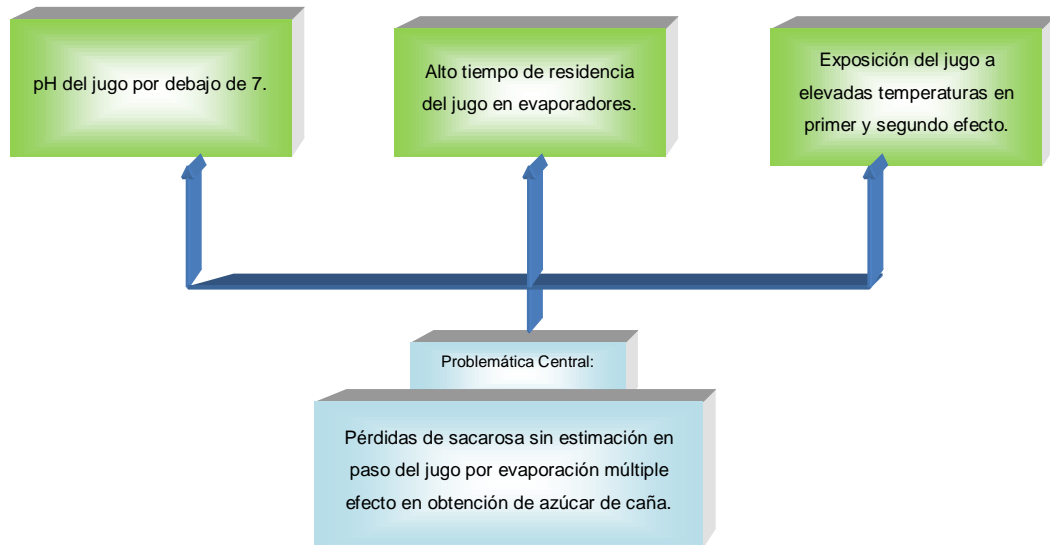 pH del jugo por debajo de 7.
Alto tiempo de residencia
del jugo en evaporadores.
Exposición del jugo a
elevadas temperaturas en
primer y segundo efecto.
Problemática Central:
Pérdidas de sacarosa sin estimación en
paso del jugo por evaporación múltiple
efecto en obtención de azúcar de caña.